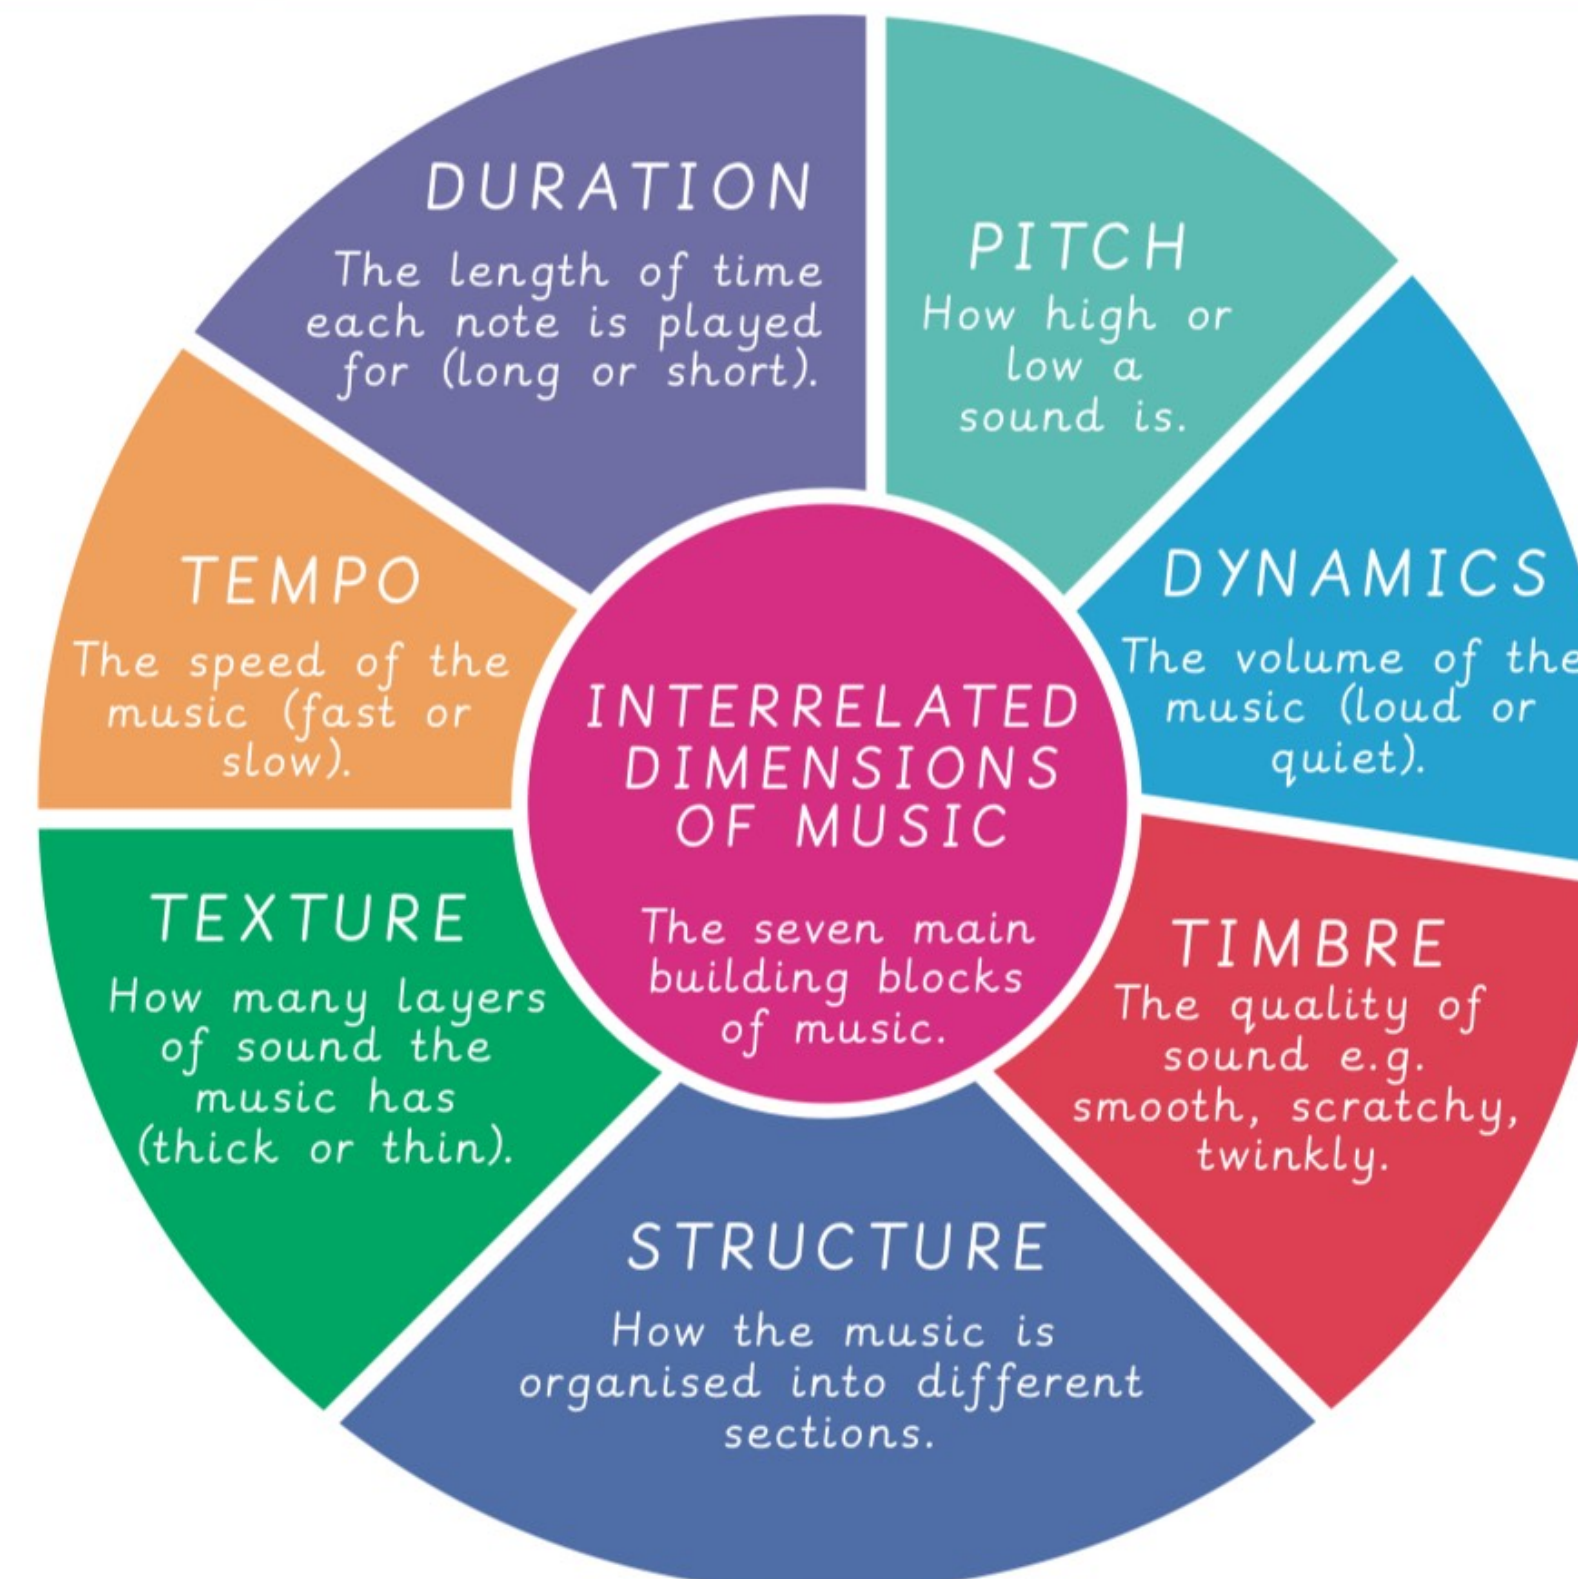 DURATION
The length of time
each note is played
for (long or short).
PITCH
How high or
low a
sound is.
DYNAMICS
The volume of the
music (loud or
quiet).
TIMBRE
The quality of
sound e.g.
smooth, scratchy,
twinkly.
STRUCTURE
How the music is
organised into different
sections.
TEXTURE
How many layers
of sound the
music has
(thick or thin).
TEMPO
The speed of the
music (fast or
slow).
INTERRELATED
DIMENSIONS
OF MUSIC
The seven main
building blocks
of music.